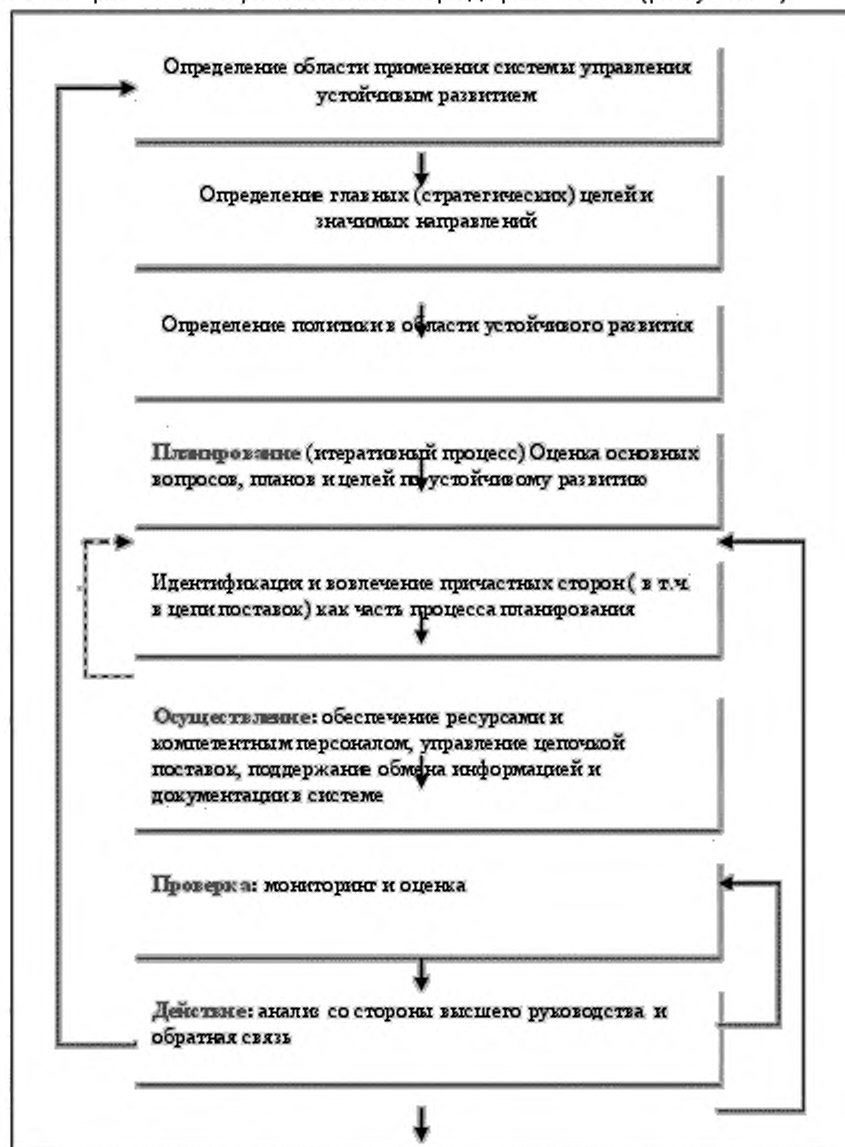 Определение области применения системы управления
устойчивым развитием
Определение главных (стратегических) целей и
значимых направлений
Определение политики в области устойчивого развития
Планирование (итеративный процесс) Оценка основных
вопросов, планов и целей по устойчивому развитию
Идентификация и вовлечение причастных сторон ( в т.ч.
в цепи поставок) как часть процесса планирования
Осуществление: обеспечение ресурсами и
компетентным персоналом, управление цепочкой
поставок, поддержание обмена информацией и
документации в системе
Проверка: мониторинг и оценка
Действие: анализ со стороны высшего руководства и
обратная связь